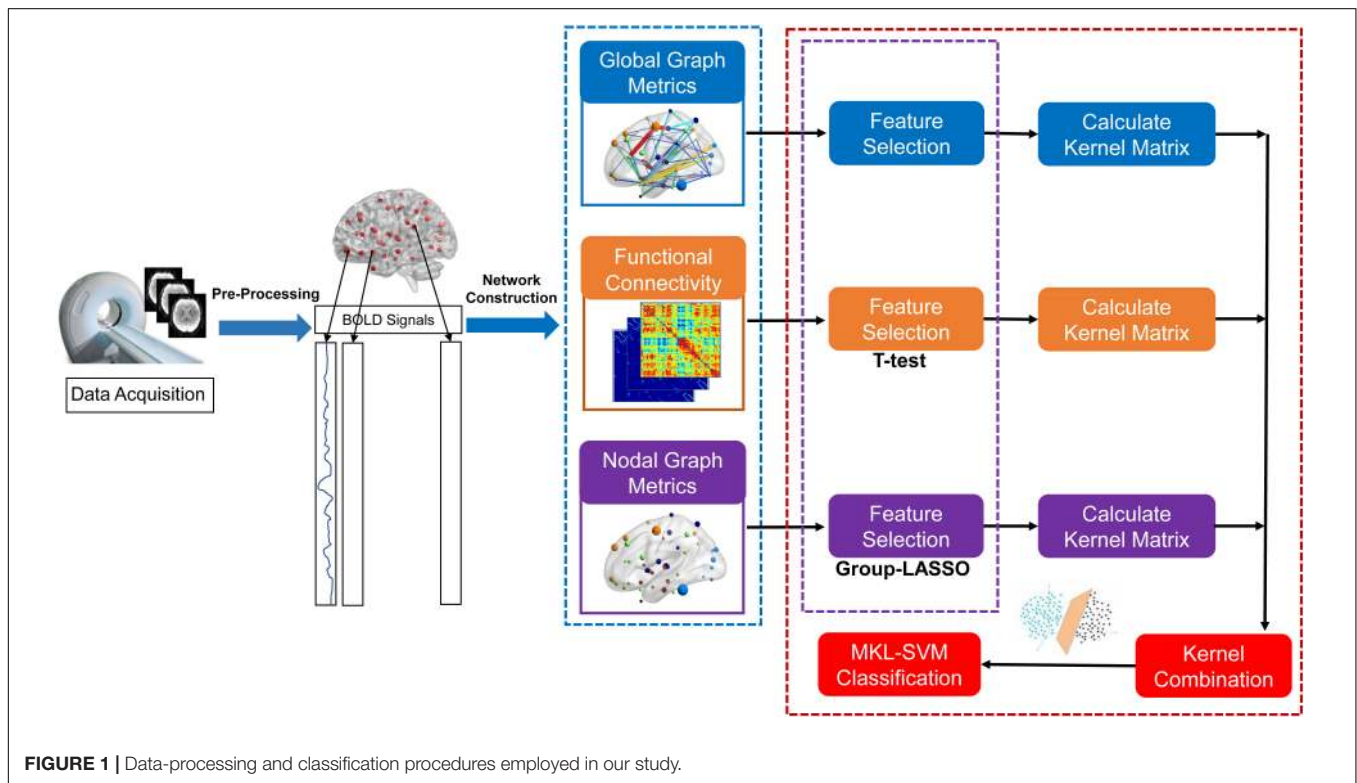 Data Acquisition
Pre-Processing
BOLD Signals
Network
Construction
Global Graph
Metrics
Functional
Connectivity
Nodal Graph
Metrics
Feature
Selection
Calculate
Kernel Matrix
Feature
Selection
T-test
Calculate
Kernel Matrix
Feature
Selection
Group-LASSO
Calculate
Kernel Matrix
MKL-SVM
Classification
Kernel
Combination
FIGURE 1 | Data-processing and classification procedures employed in our study.